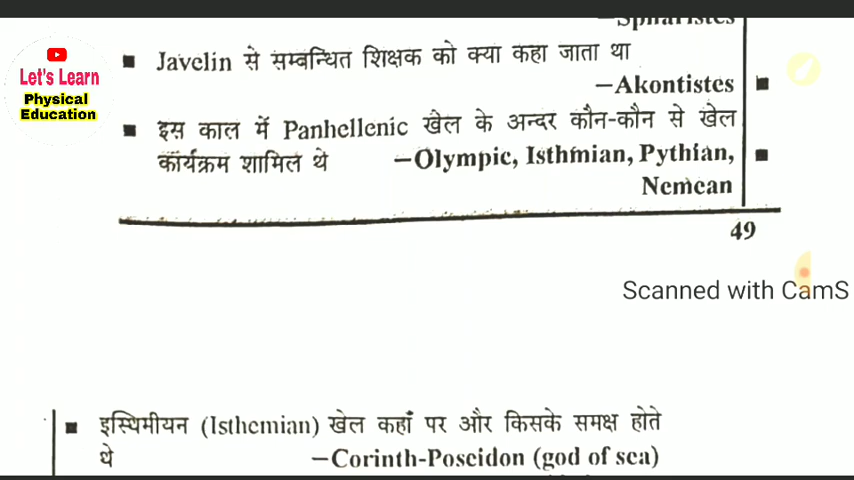 Let's Learn
Physical
Education
–Spharistes
■ Javelin से सम्बन्धित शिक्षक को क्या कहा जाता था
–Akontistes
■ इस काल में Panhellenic खेल के अन्दर कौन-कौन से खेल
कार्यक्रम शामिल थे –Olympic, Isthmian, Pythian,
Nemean
49
Scanned with CamS
■ इस्थिमीयन (Isthemian) खेल कहाँ पर और किसके समक्ष होते
थे –Corinth-Poseidon (god of sea)